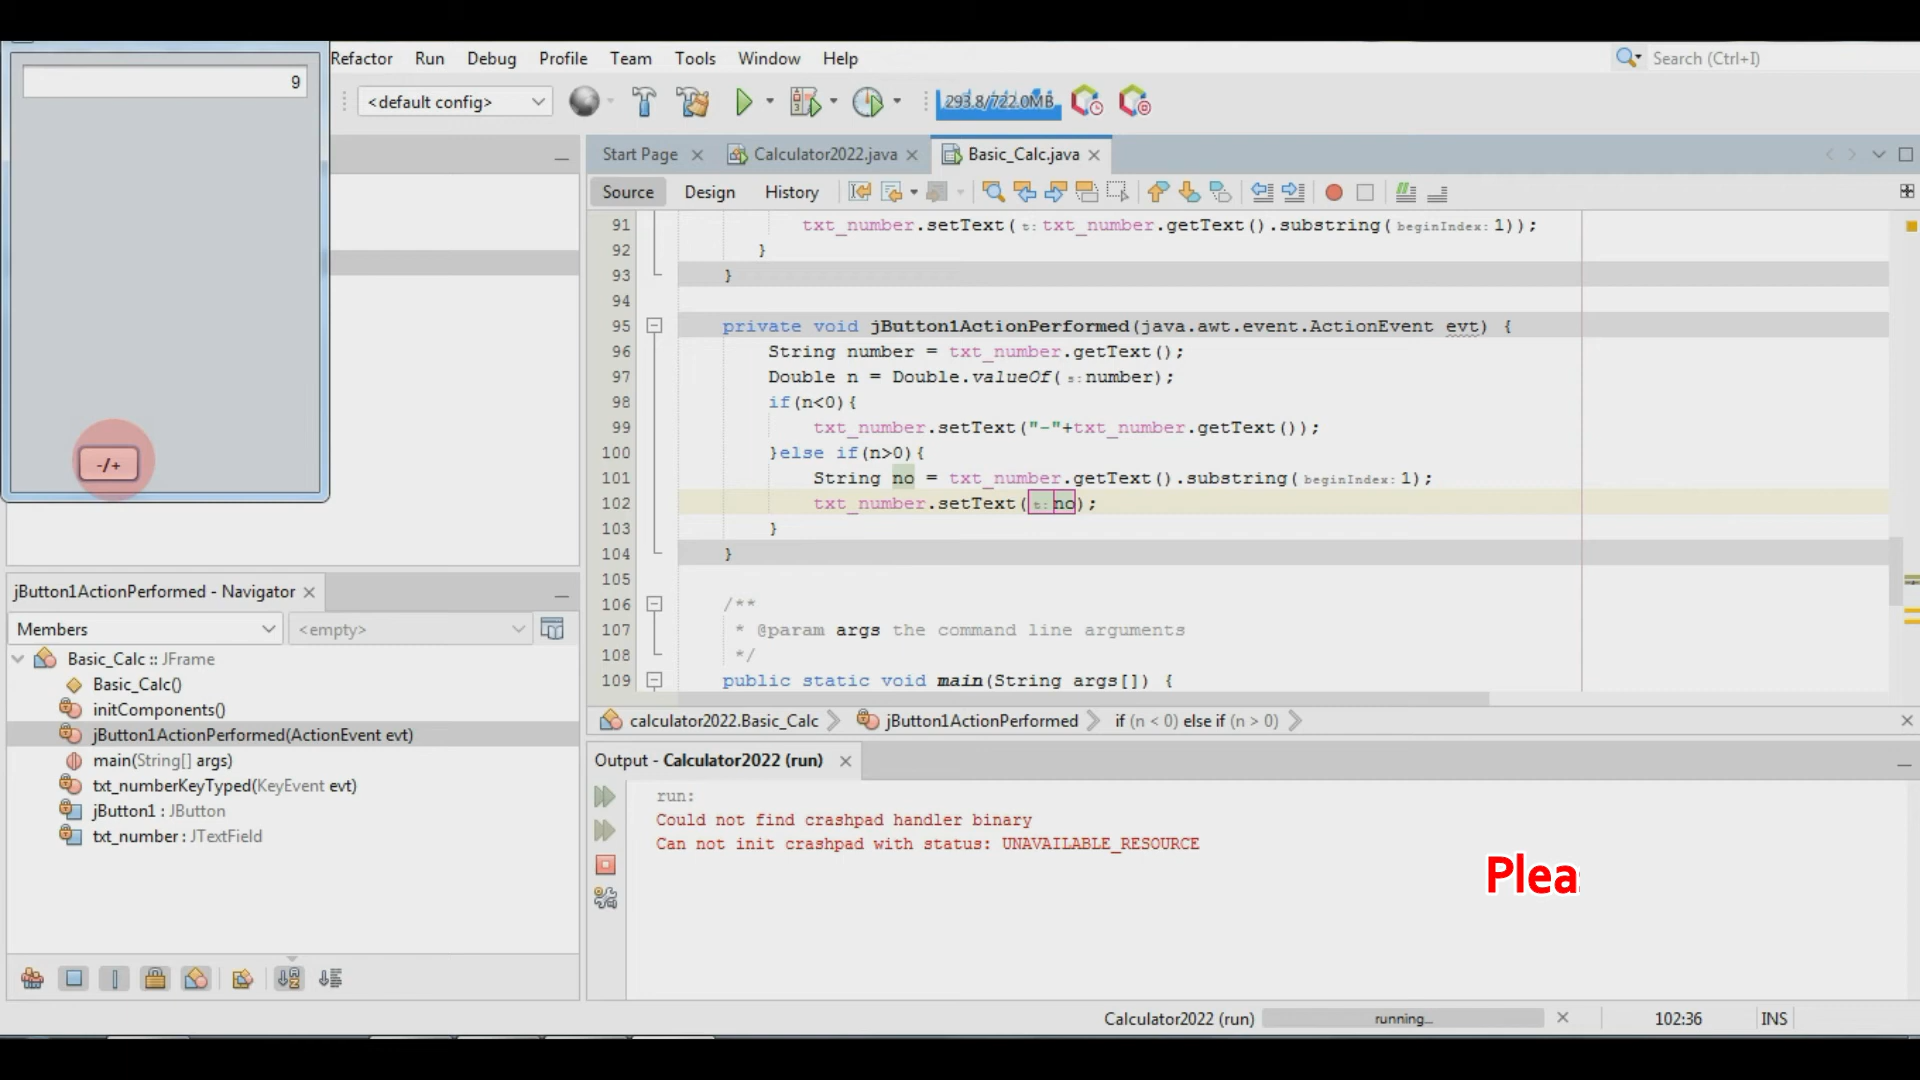 Refactor Run Debug Profile Team Tools Window Help
Search (Ctrl+I)
9
<default config>
293.8/722.0MB
Start Page
Calculator2022.java
Basic_Calc.java
Source Design History
91 txt_number.setText(t:txt_number.getText().substring(beginIndex:1));
92 }
93 }
94
95 private void jButton1ActionPerformed(java.awt.event.ActionEvent evt) {
96 String number = txt_number.getText();
97 Double n = Double.valueOf(s:number);
98 if(n<0){
99 txt_number.setText("-"+txt_number.getText());
100 }else if(n>0){
101 String no = txt_number.getText().substring(beginIndex:1);
102 txt_number.setText(t:no);
103 }
104 }
105
106 /**
107 * @param args the command line arguments
108 */
109 public static void main(String args[]) {
-/+
calculator2022.Basic_Calc jButton1ActionPerformed if (n < 0) else if (n > 0)
jButton1ActionPerformed - Navigator
Members
<empty>
Basic_Calc :: JFrame
Basic_Calc()
initComponents()
jButton1ActionPerformed(ActionEvent evt)
main(String[] args)
txt_numberKeyTyped(KeyEvent evt)
jButton1 : JButton
txt_number : JTextField
Output - Calculator2022 (run)
run:
Could not find crashpad handler binary
Can not init crashpad with status: UNAVAILABLE_RESOURCE
Plea
Calculator2022 (run)
running...
102:36
INS